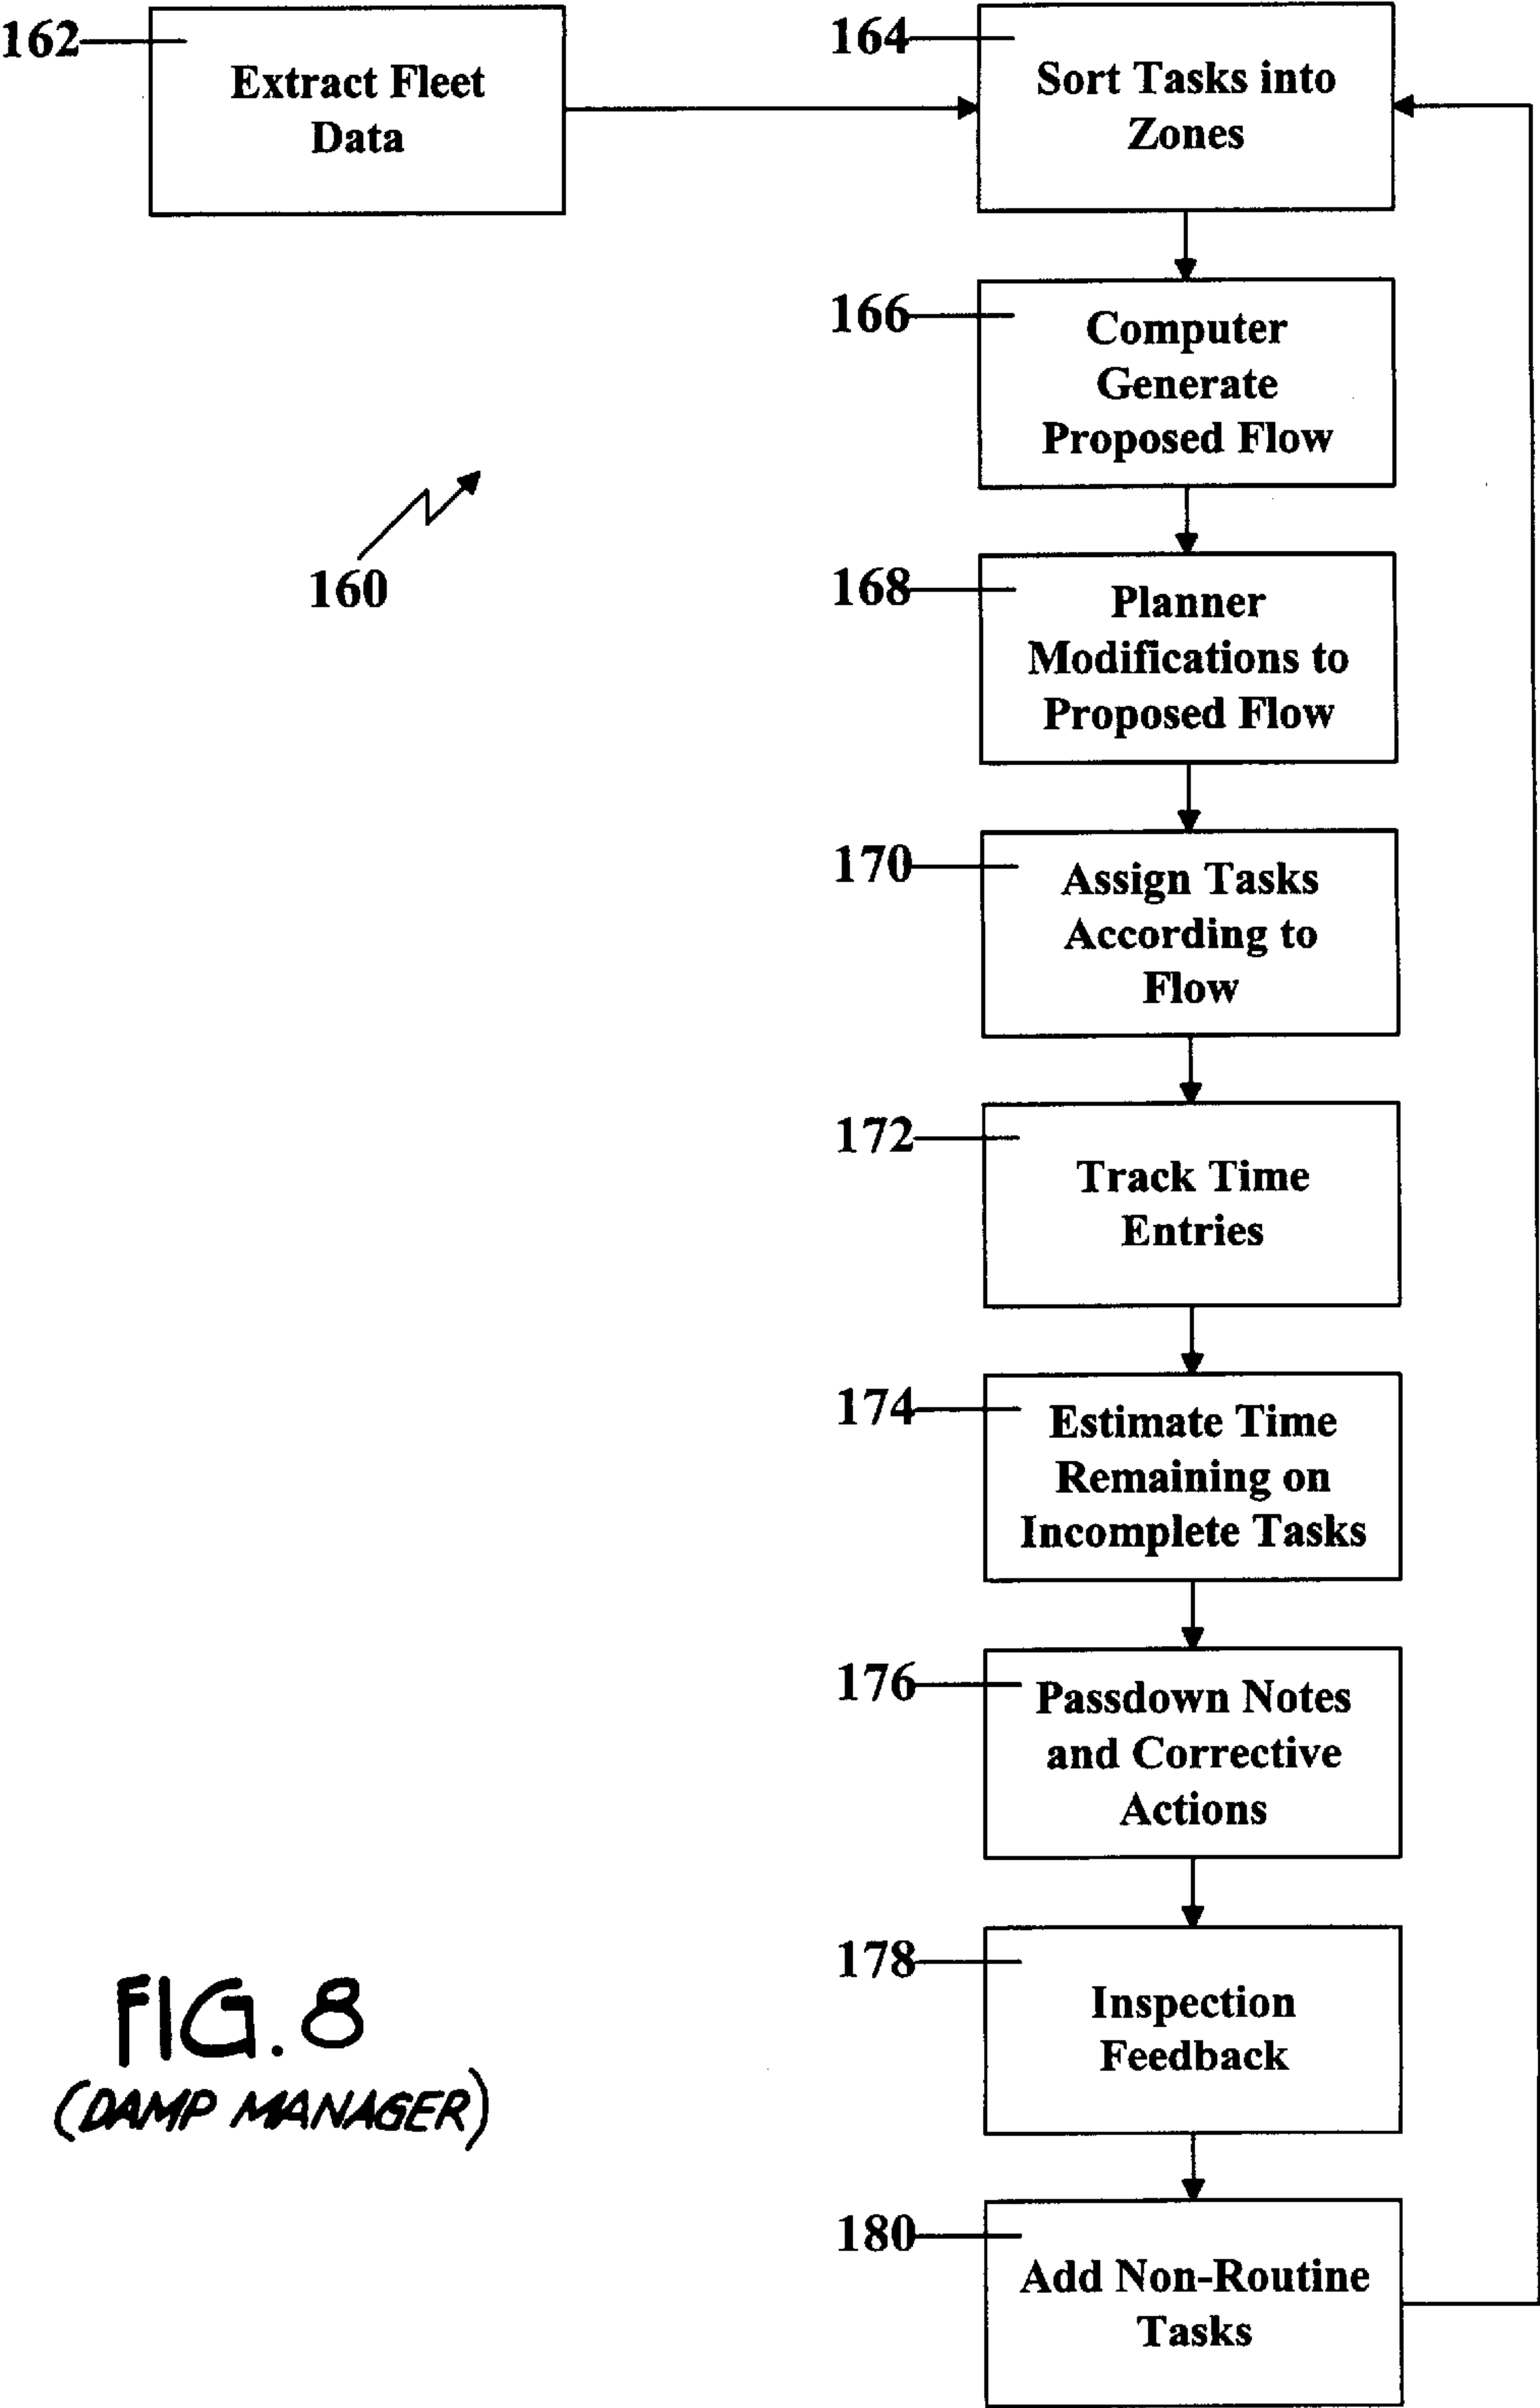 162
Extract Fleet
Data
164
Sort Tasks into
Zones
166
Computer
Generate
Proposed Flow
160
168
Planner
Modifications to
Proposed Flow
170
Assign Tasks
According to
Flow
172
Track Time
Entries
174
Estimate Time
Remaining on
Incomplete Tasks
176
Passdown Notes
and Corrective
Actions
178
Inspection
Feedback
180
Add Non-Routine
Tasks
FIG. 8
(DAMP MANAGER)